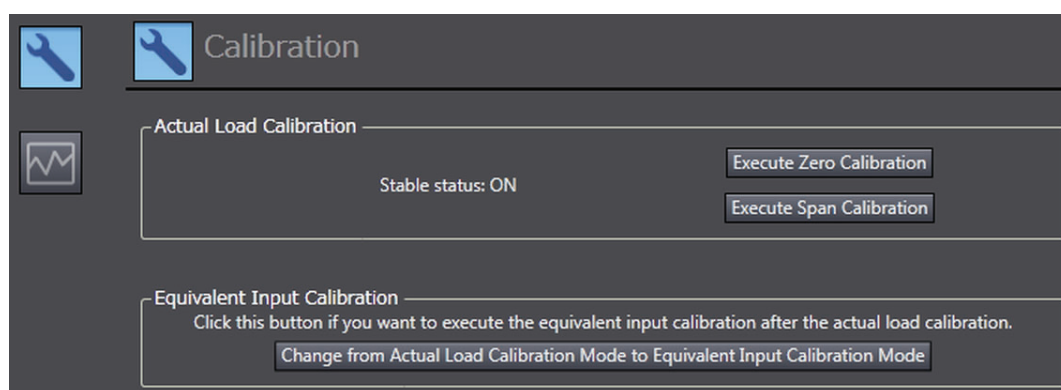 Calibration
Actual Load Calibration
Stable status: ON
Execute Zero Calibration
Execute Span Calibration
Equivalent Input Calibration
Click this button if you want to execute the equivalent input calibration after the actual load calibration.
Change from Actual Load Calibration Mode to Equivalent Input Calibration Mode